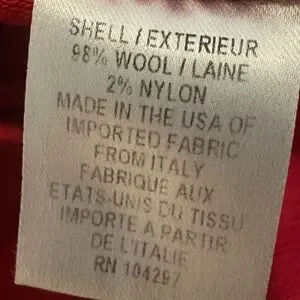 SHELL / EXTERIEUR
98% WOOL / LAINE
2% NYLON
MADE IN THE USA OF
IMPORTED FABRIC
FROM ITALY
FABRIQUE AUX
ETATS-UNIS DU TISSU
IMPORTE A PARTIR
DE L'ITALIE
RN 104297